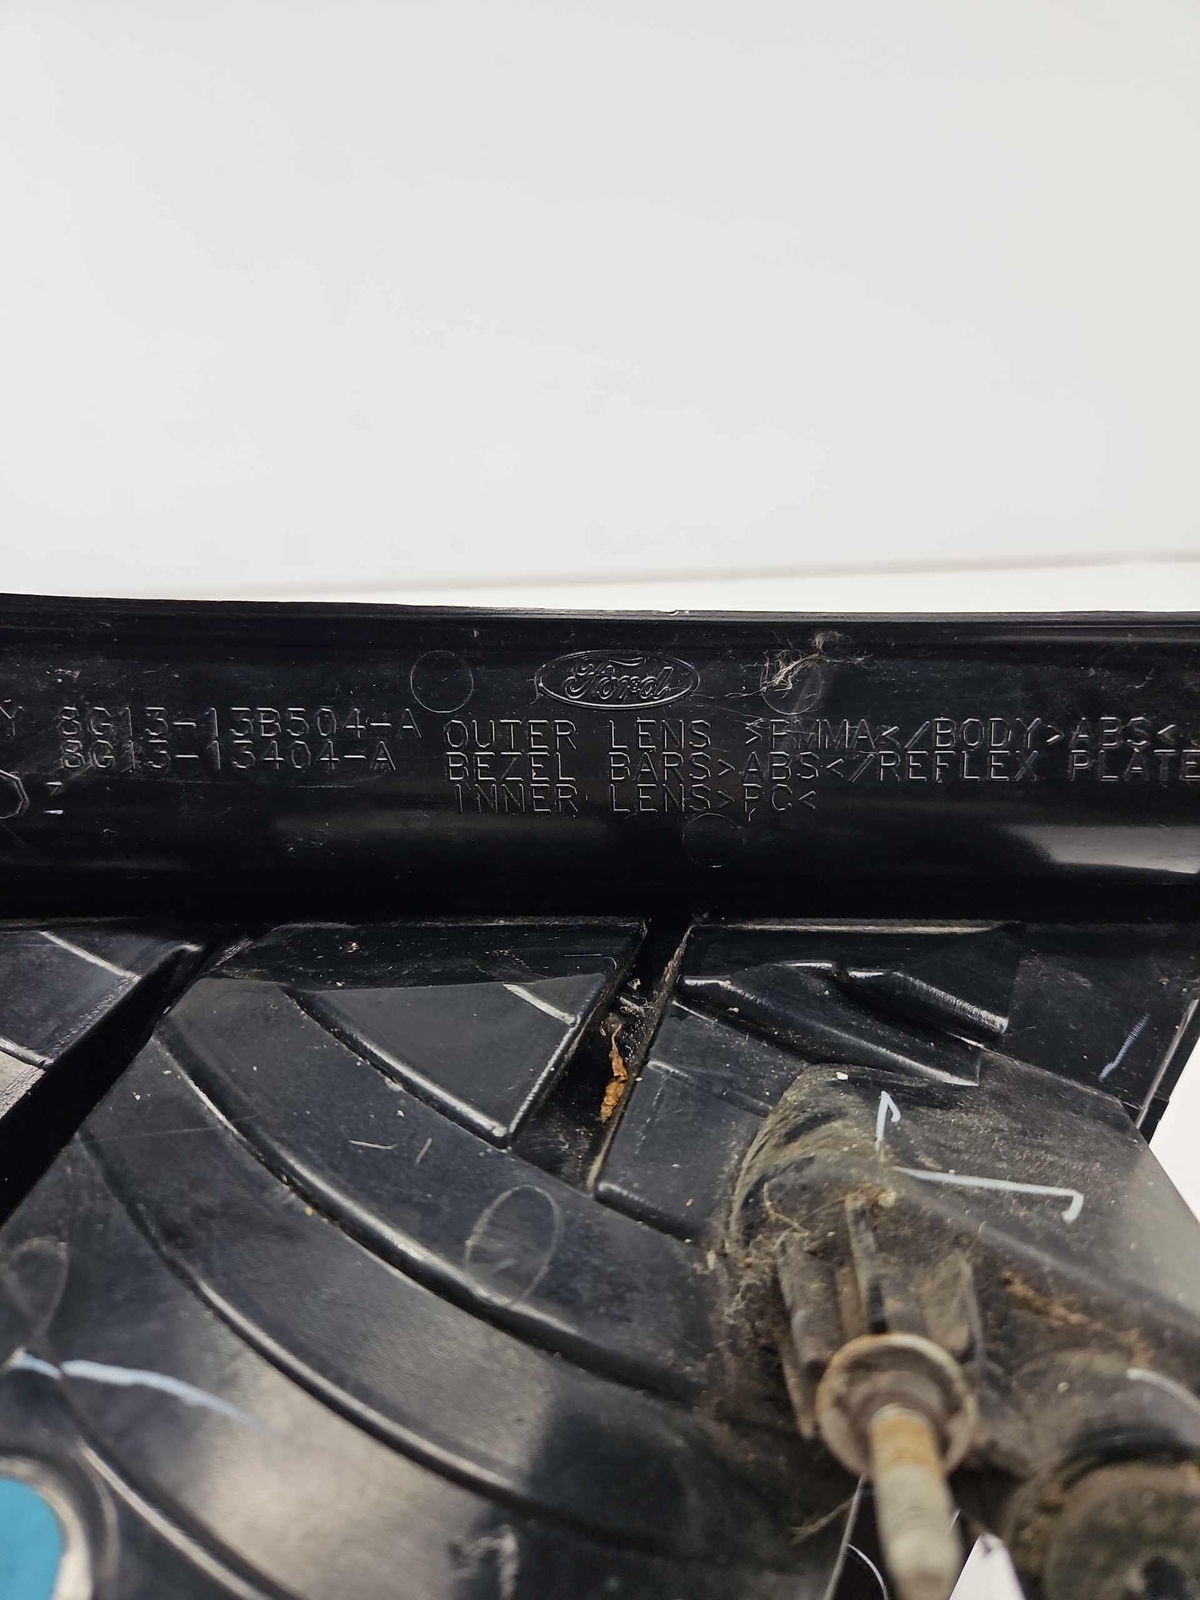 Ford
Y 8G13-13B504-A
8G13-13404-A
OUTER LENS >PMMA</BODY>ABS<
BEZEL BARS>ABS</REFLEX PLATE
INNER LENS>PC<